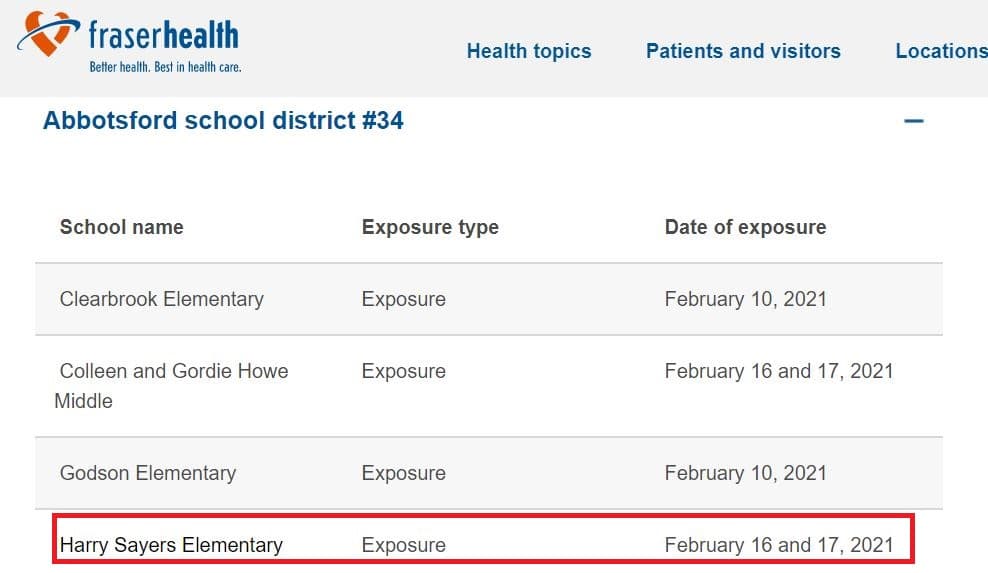 fraserhealth
Better health. Best in health care.
Health topics Patients and visitors Locations
Abbotsford school district #34
School name Exposure type Date of exposure
Clearbrook Elementary Exposure February 10, 2021
Colleen and Gordie Howe Exposure February 16 and 17, 2021
Middle
Godson Elementary Exposure February 10, 2021
Harry Sayers Elementary Exposure February 16 and 17, 2021